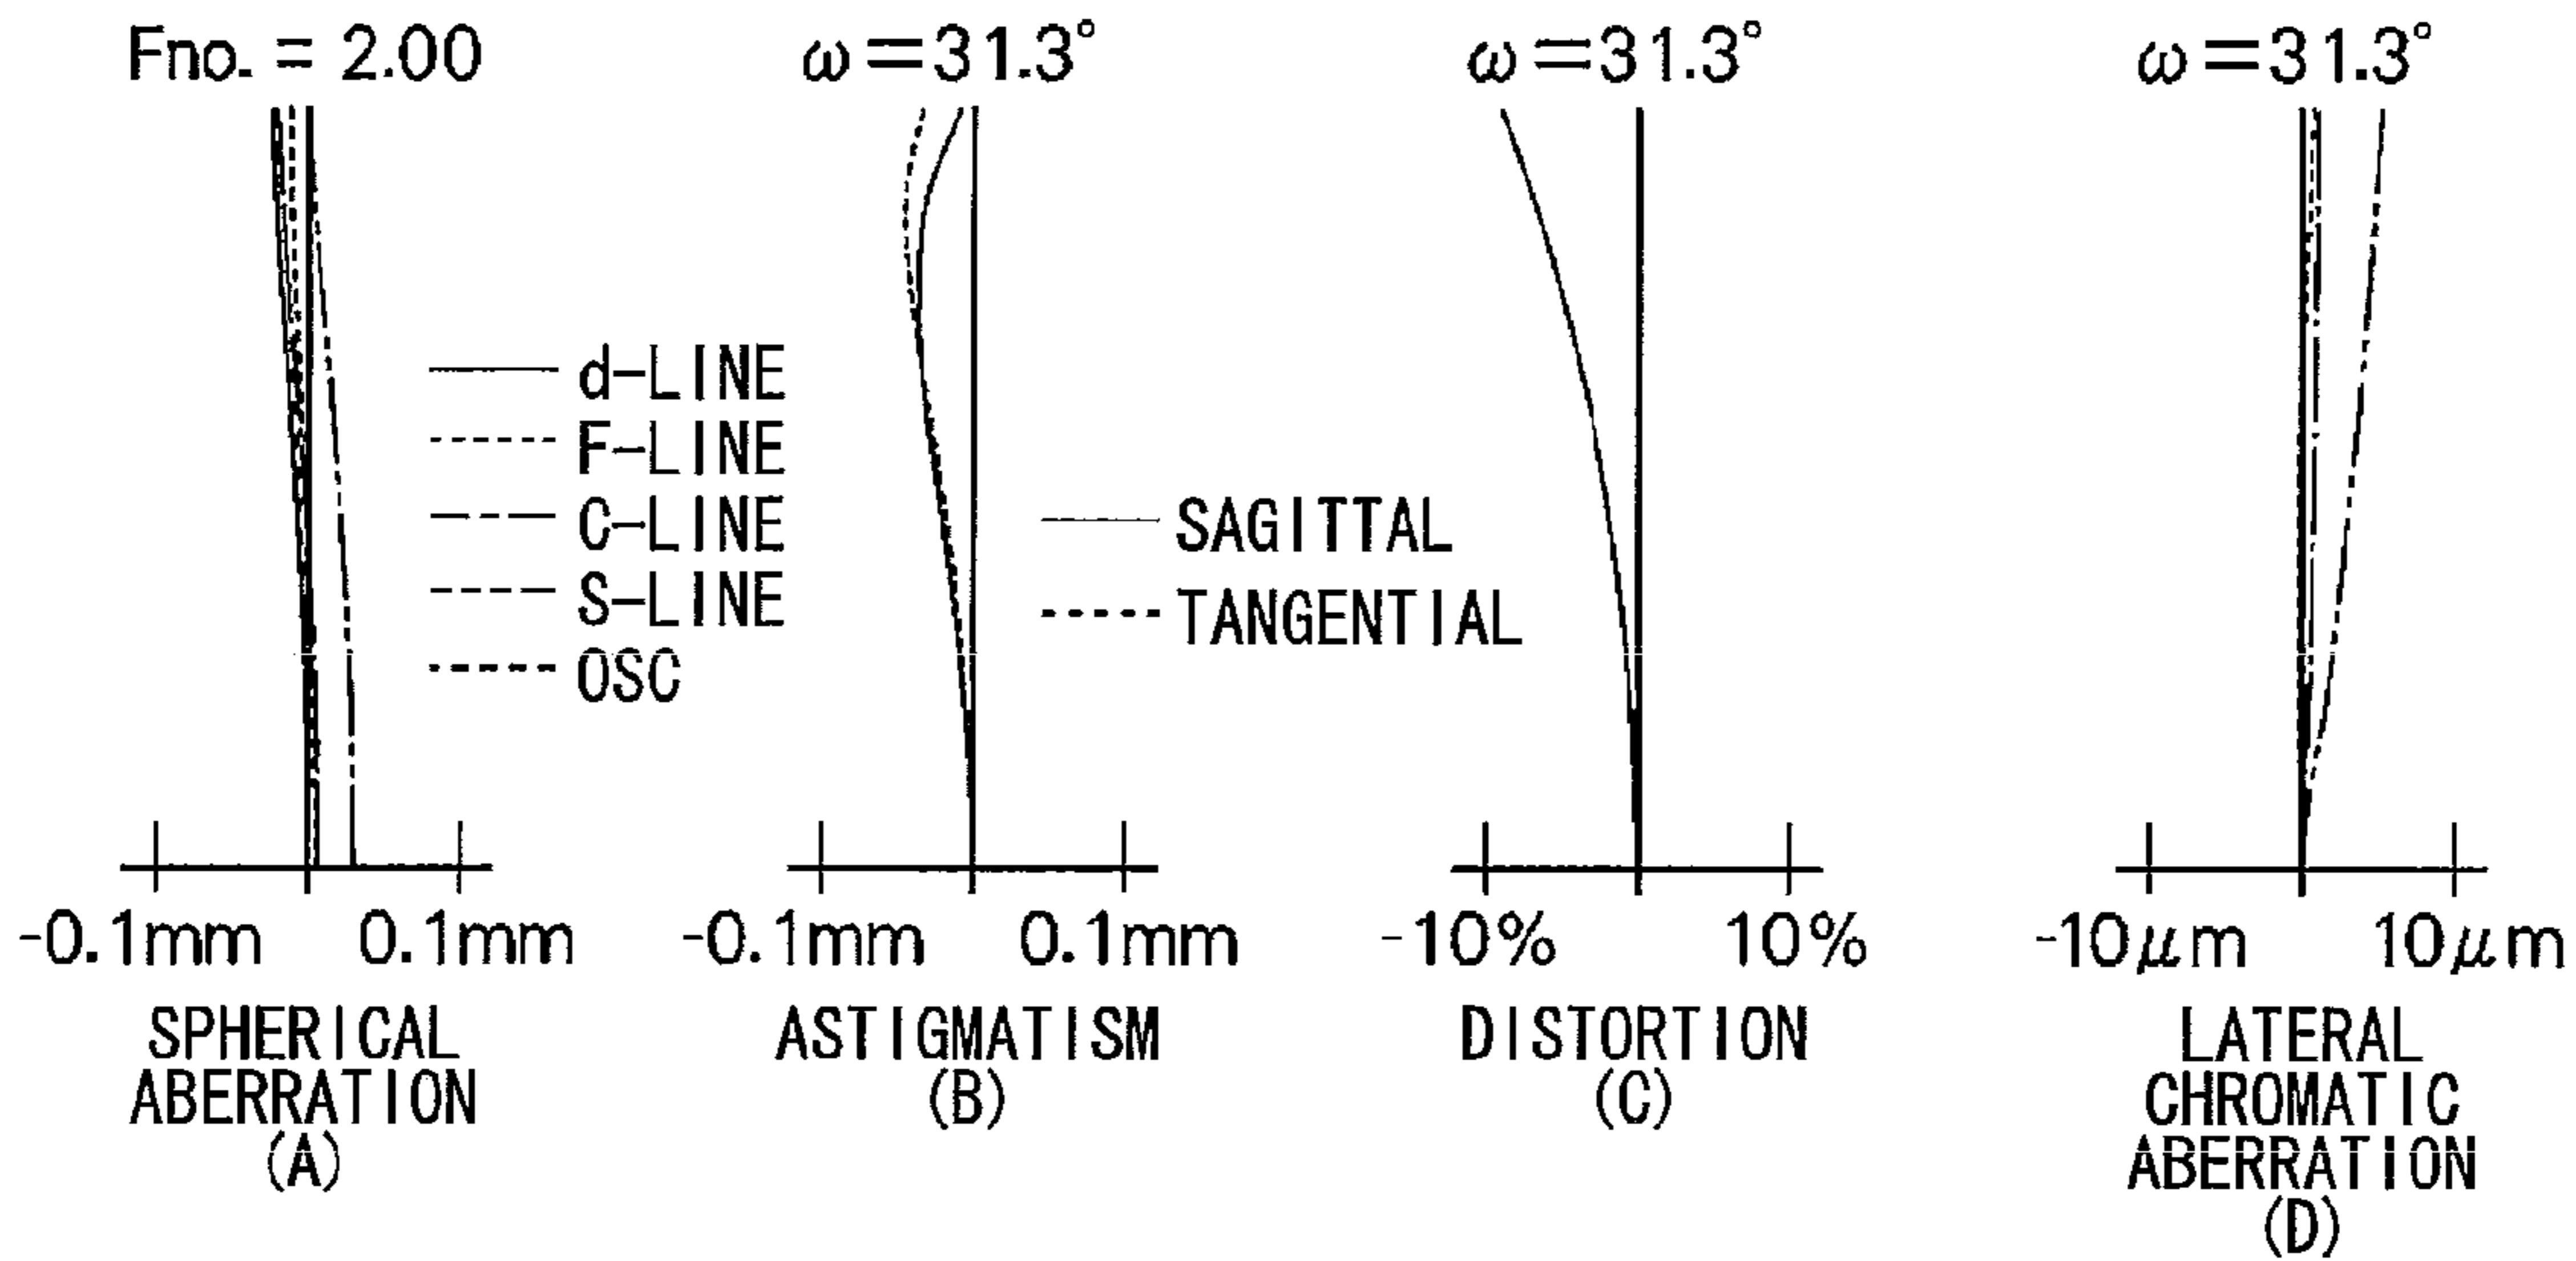 Fno. = 2.00
d-LINE
F-LINE
C-LINE
S-LINE
OSC
-0.1mm 0.1mm
SPHERICAL
ABERRATION
(A)
ω=31.3°
SAGITTAL
TANGENTIAL
-0.1mm 0.1mm
ASTIGMATISM
(B)
ω=31.3°
-10% 10%
DISTORTION
(C)
ω=31.3°
-10μm 10μm
LATERAL
CHROMATIC
ABERRATION
(D)